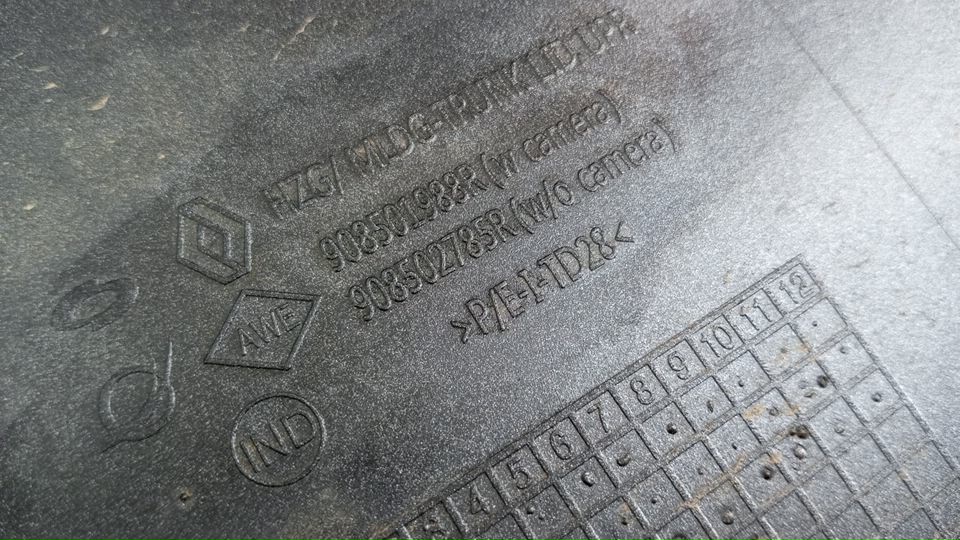 HZG/ MLDG-TRUNK LID UPR
908501988R(w camera)
908502785R(w/o camera)
>P/E-I-TD28<
AWE
IND
3 4 5 6 7 8 9 10 11 12